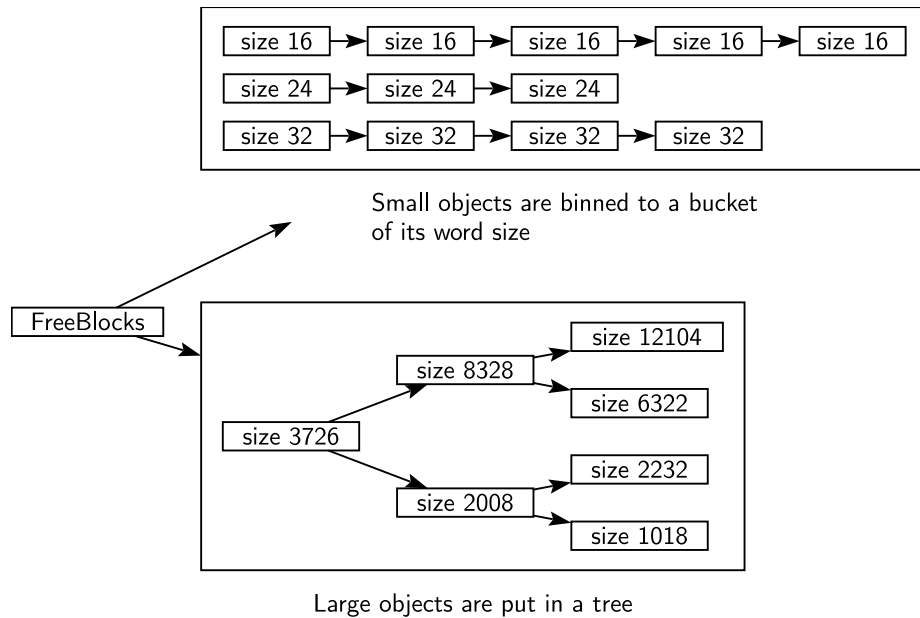 size 16 size 16 size 16 size 16 size 16
size 24 size 24 size 24
size 32 size 32 size 32 size 32
Small objects are binned to a bucket
of its word size
FreeBlocks
size 12104
size 8328
size 6322
size 3726
size 2232
size 2008
size 1018
Large objects are put in a tree